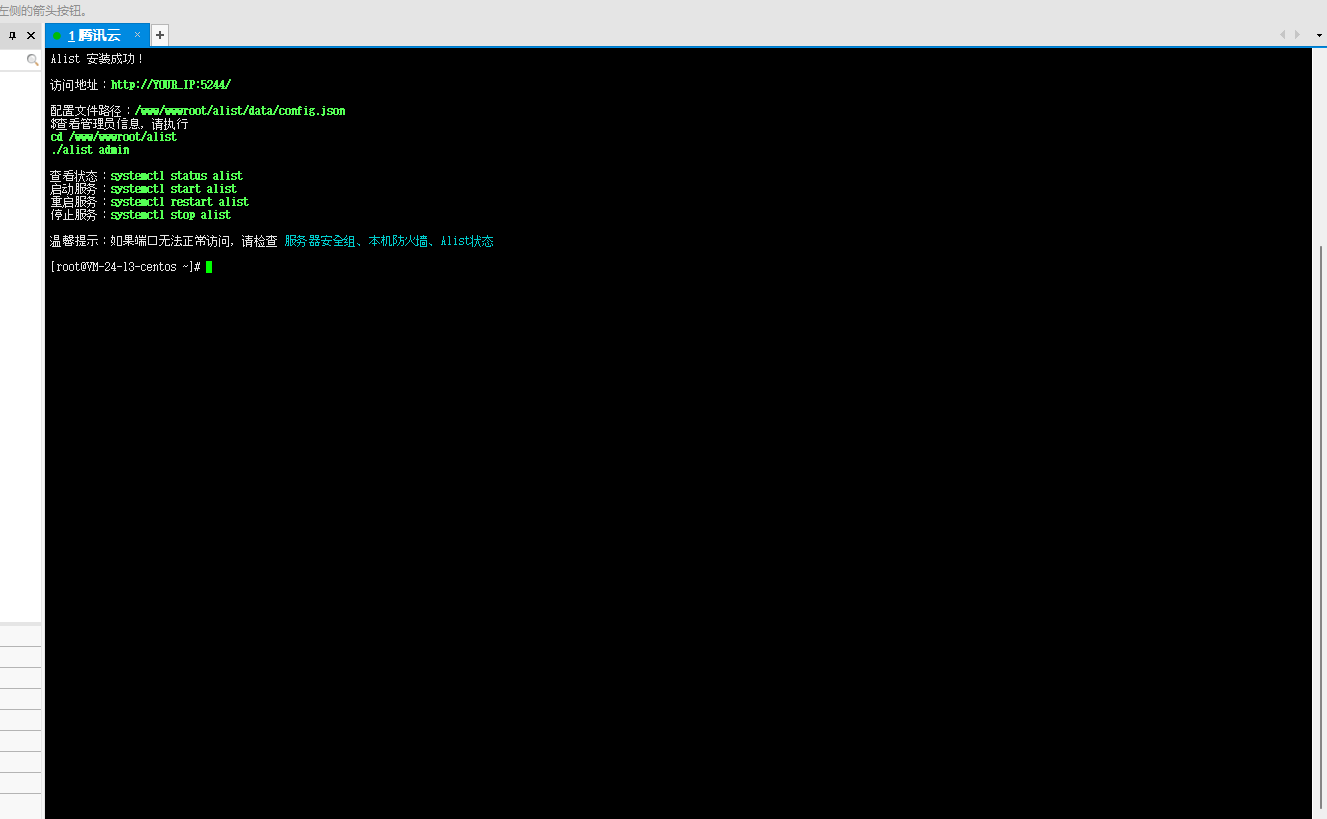 左侧的箭头按钮。
1 腾讯云
Alist 安装成功！
访问地址：http://YOUR_IP:5244/
配置文件路径：/www/wwwroot/alist/data/config.json
$查看管理员信息，请执行
cd /www/wwwroot/alist
./alist admin
查看状态：systemctl status alist
启动服务：systemctl start alist
重启服务：systemctl restart alist
停止服务：systemctl stop alist
温馨提示：如果端口无法正常访问，请检查 服务器安全组、本机防火墙、Alist状态
[root@VM-24-13-centos ~]#